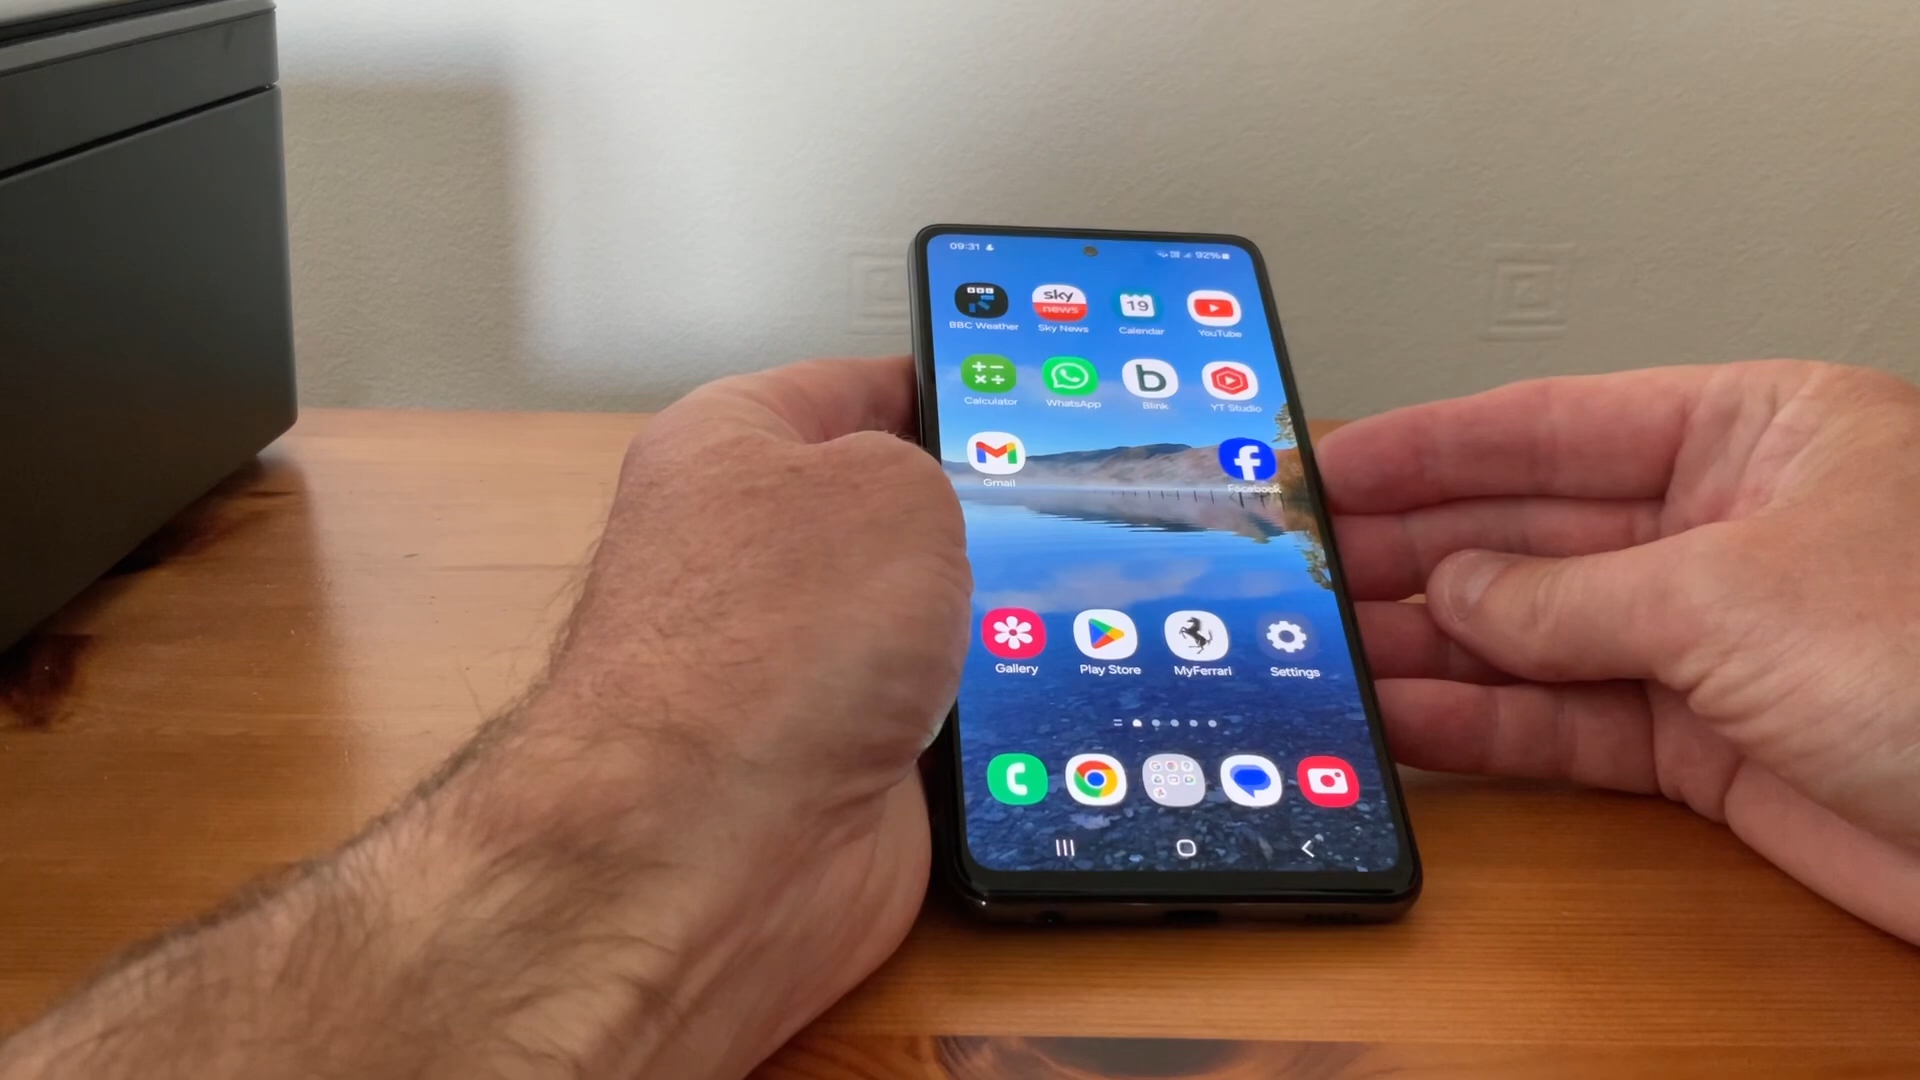 09:31 92%
sky
news
19
BBC Weather Sky News Calendar YouTube
b
Calculator WhatsApp Blink YT Studio
Gmail Facebook
Gallery Play Store MyFerrari Settings